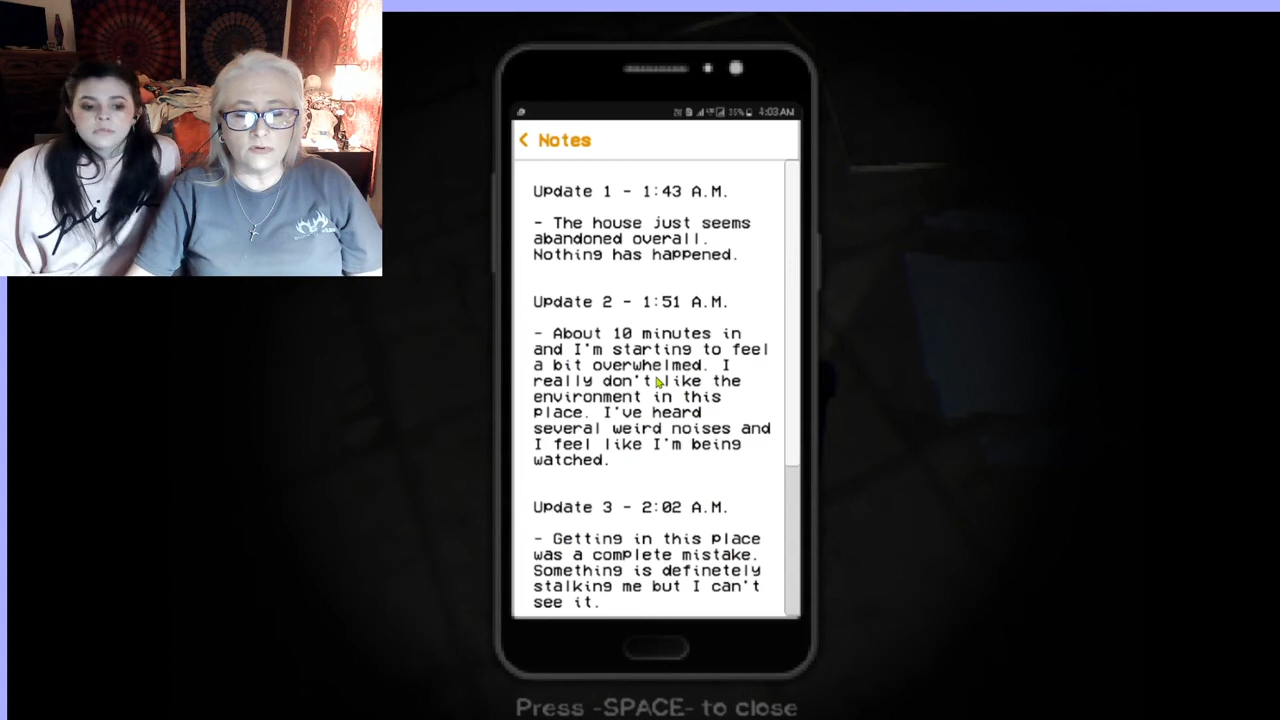 35% 4:03AM
< Notes
Update 1 - 1:43 A.M.
- The house just seems
abandoned overall.
Nothing has happened.
Update 2 - 1:51 A.M.
- About 10 minutes in
and I'm starting to feel
a bit overwhelmed. I
really don't like the
environment in this
place. I've heard
several weird noises and
I feel like I'm being
watched.
Update 3 - 2:02 A.M.
- Getting in this place
was a complete mistake.
Something is definetely
stalking me but I can't
see it.
Press -SPACE- to close